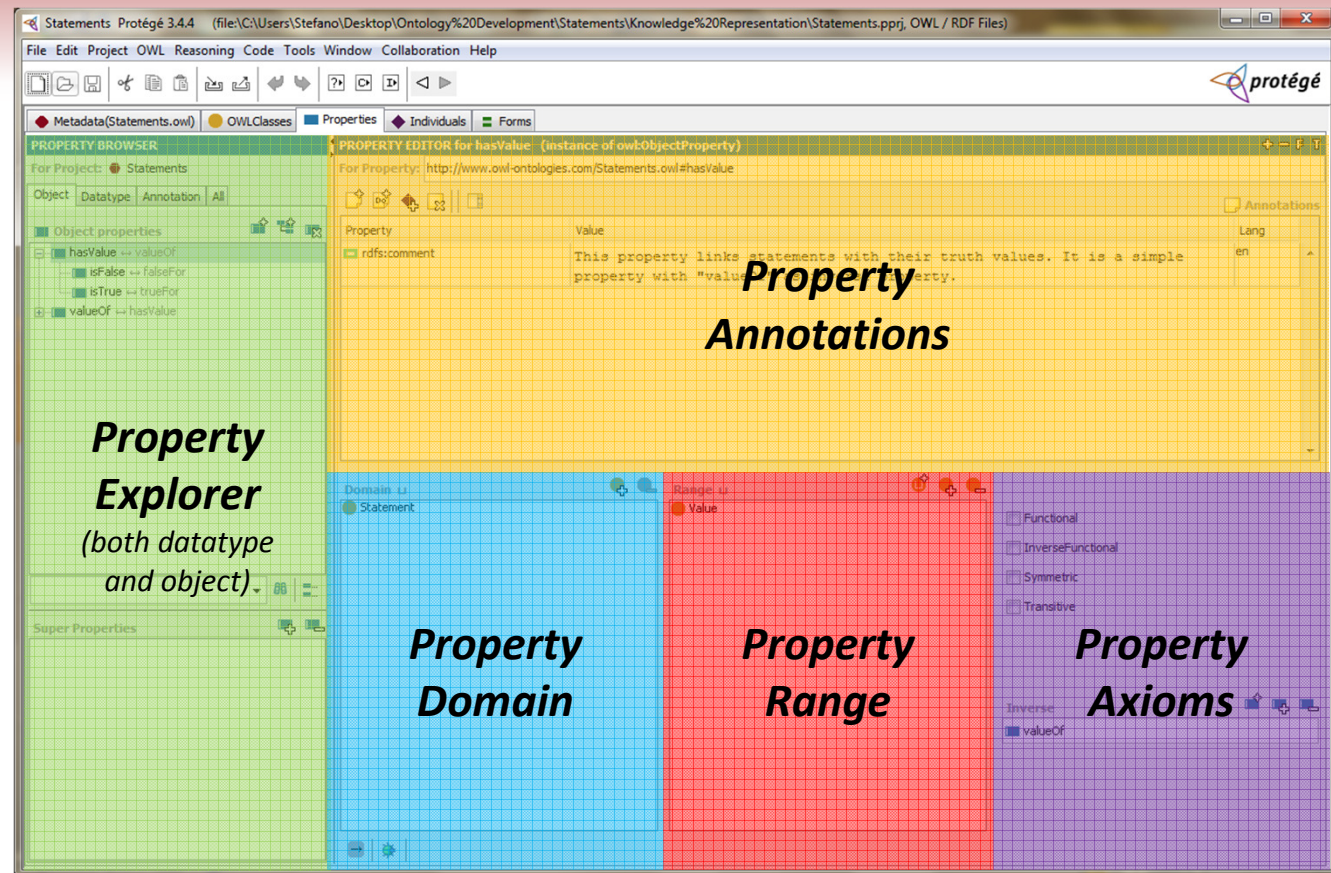 Statements Protégé 3.4.4 (file:\C:\Users\Stefano\Desktop\Ontology%20Development\Statements\Knowledge%20Representation\Statements.pprj, OWL / RDF Files)
File Edit Project OWL Reasoning Code Tools Window Collaboration Help
protégé
Metadata(Statements.owl) OWLClasses Properties Individuals Forms
PROPERTY BROWSER
For Project: Statements
Object Datatype Annotation All
Object properties
hasValue ↔ valueOf
isFalse ↔ falseFor
isTrue ↔ trueFor
valueOf ↔ hasValue
Property
Explorer
(both datatype
and object)
Super Properties
PROPERTY EDITOR for hasValue (instance of owl:ObjectProperty)
+ − F T
For Property: http://www.owl-ontologies.com/Statements.owl#hasValue
Annotations
Property Value Lang
rdfs:comment This property links statements with their truth values. It is a simple en
property with "value property.
Property
Annotations
Domain ⊔
Statement
Property
Domain
Range ⊔
Value
Property
Range
Functional
InverseFunctional
Symmetric
Transitive
Property
Axioms
Inverse
valueOf